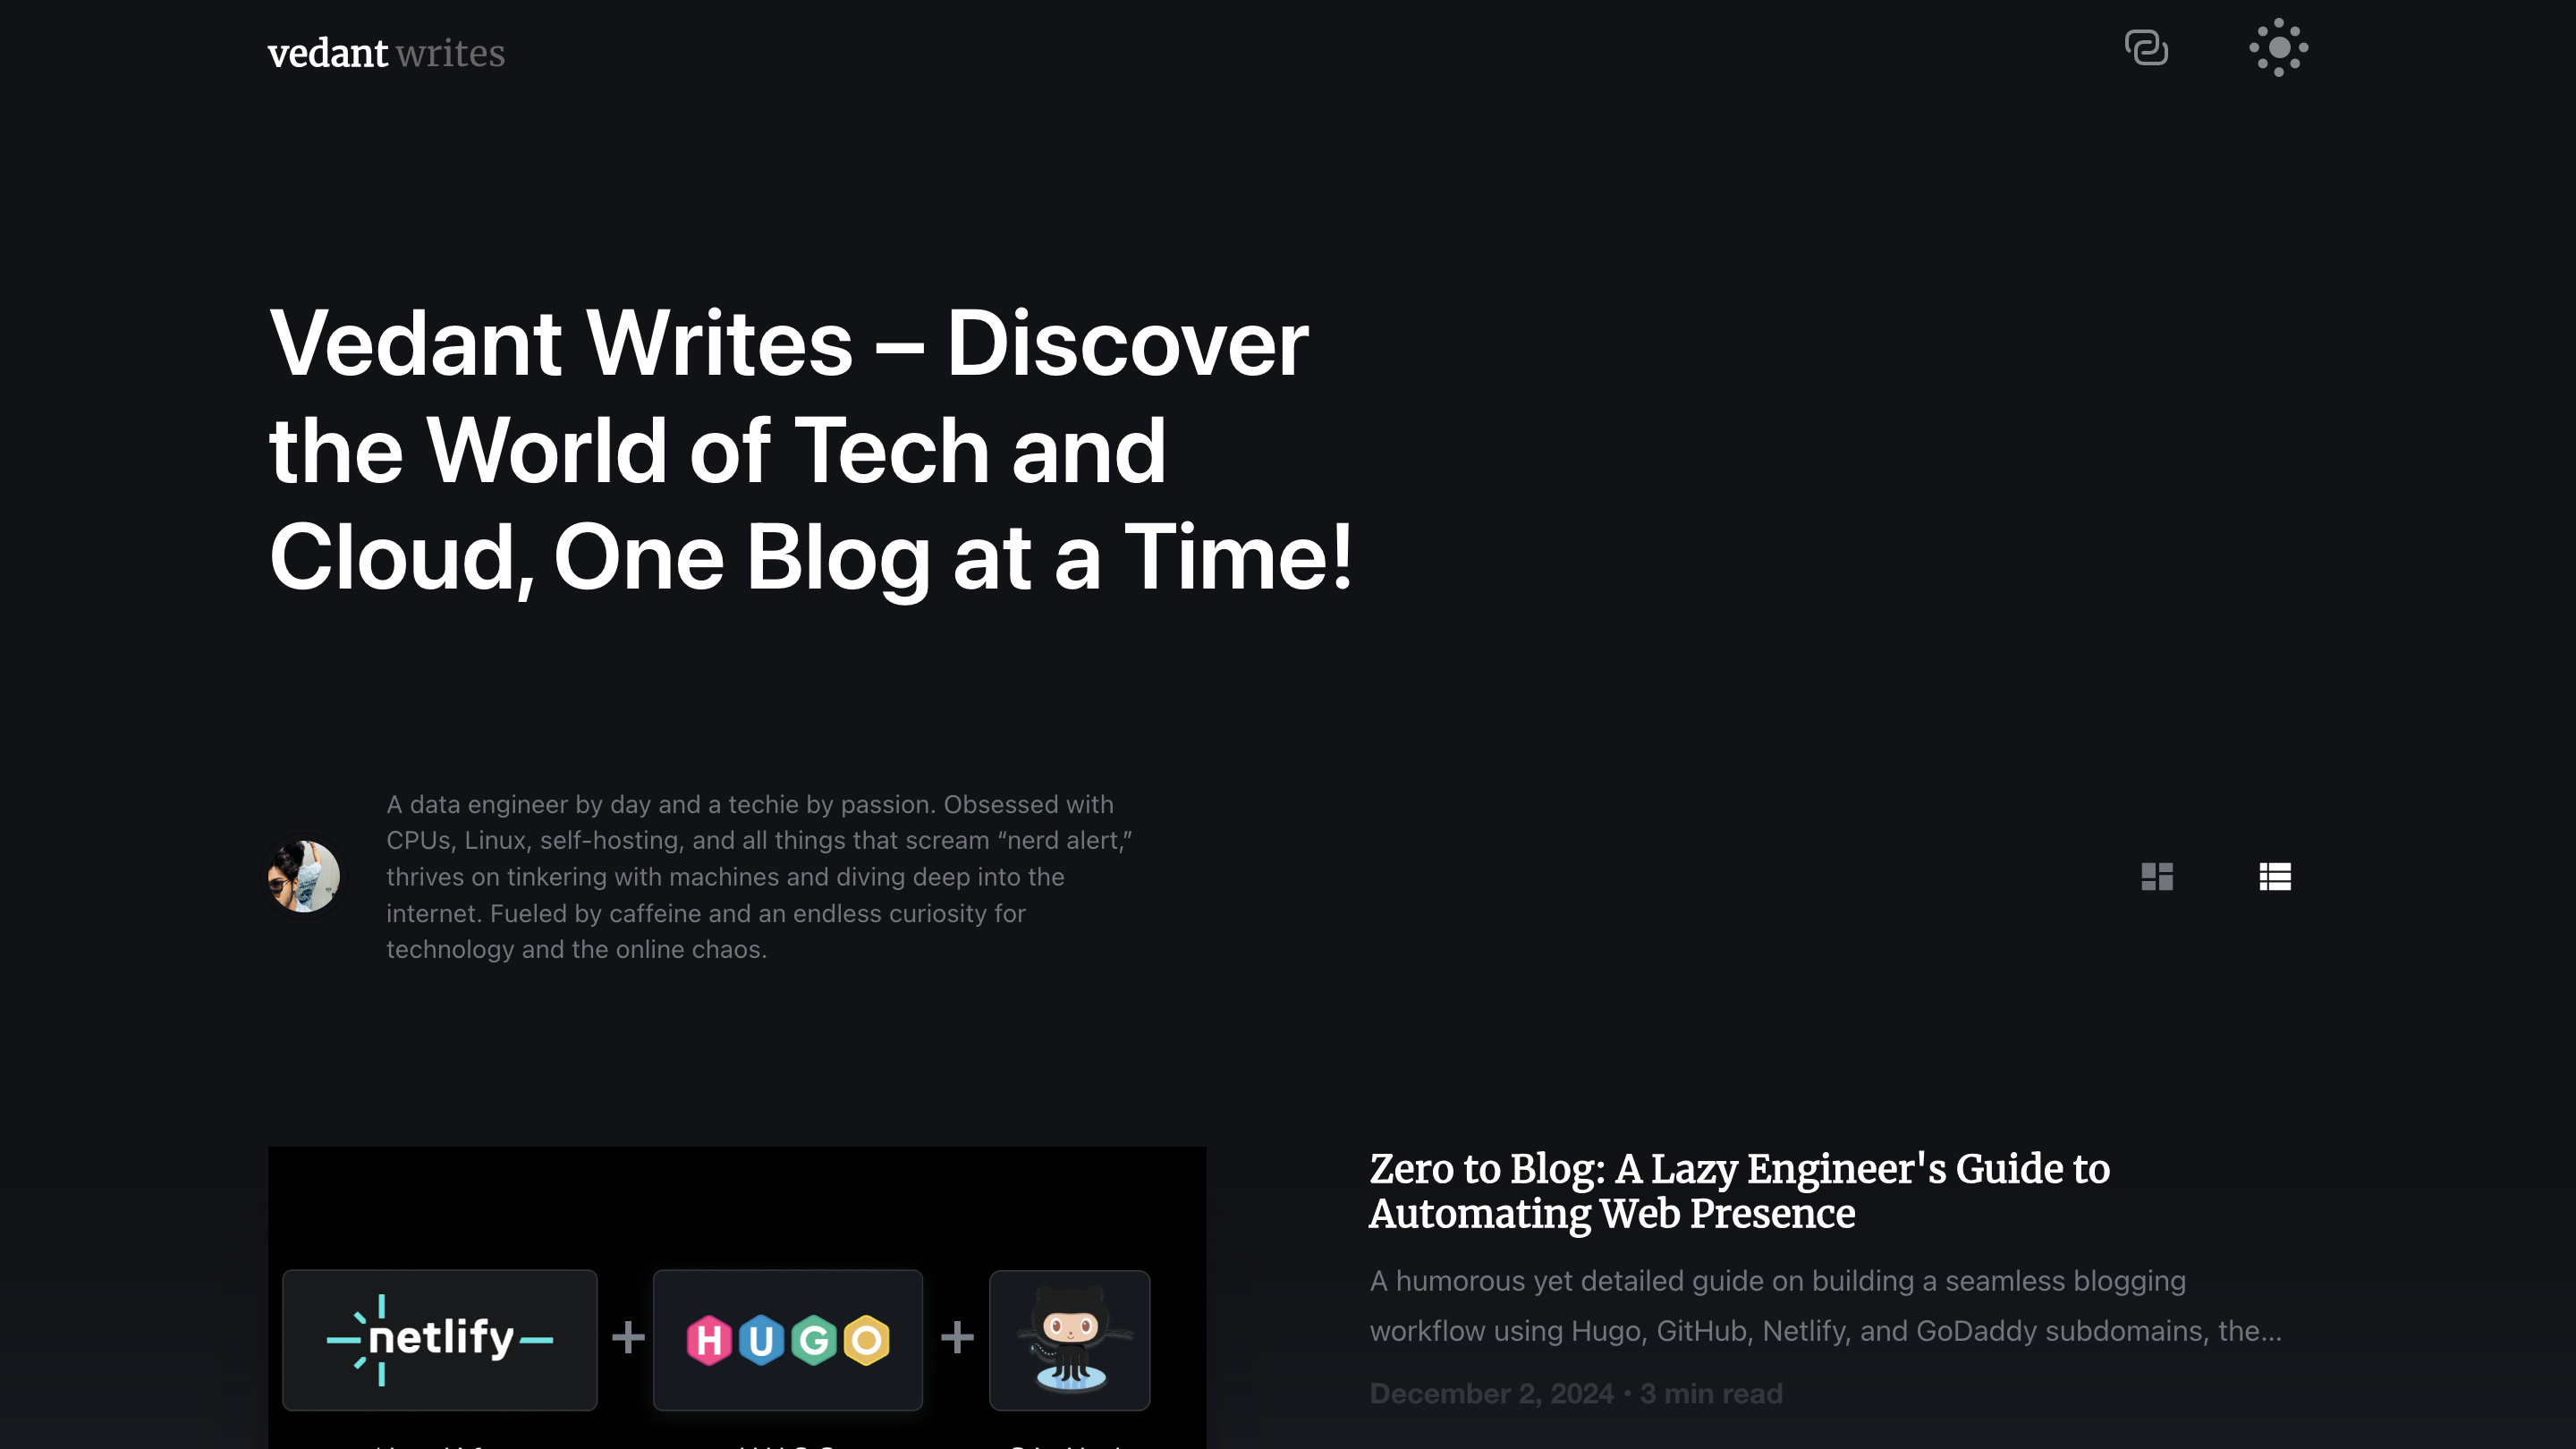 vedant writes
Vedant Writes – Discover
the World of Tech and
Cloud, One Blog at a Time!
A data engineer by day and a techie by passion. Obsessed with
CPUs, Linux, self-hosting, and all things that scream “nerd alert,”
thrives on tinkering with machines and diving deep into the
internet. Fueled by caffeine and an endless curiosity for
technology and the online chaos.
netlify + HUGO +
Zero to Blog: A Lazy Engineer's Guide to
Automating Web Presence
A humorous yet detailed guide on building a seamless blogging
workflow using Hugo, GitHub, Netlify, and GoDaddy subdomains, the...
December 2, 2024 • 3 min read